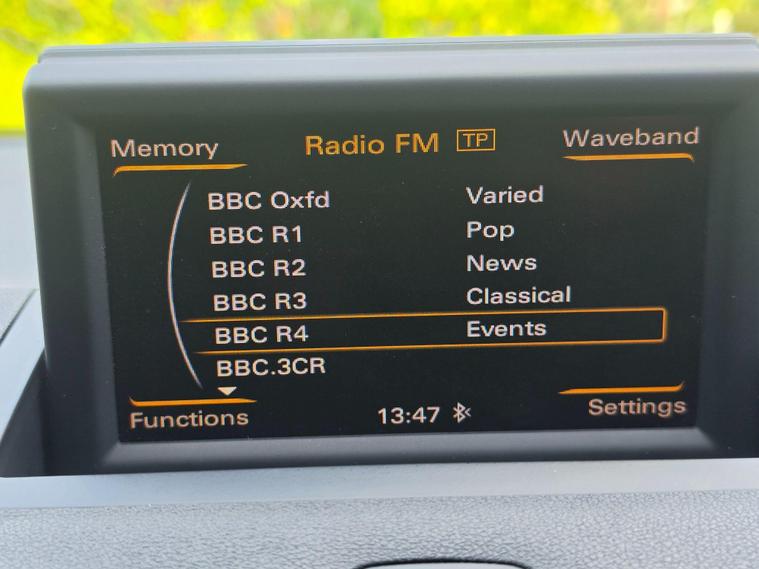 Memory Radio FM TP Waveband
BBC Oxfd Varied
BBC R1 Pop
BBC R2 News
BBC R3 Classical
BBC R4 Events
BBC.3CR
Functions 13:47 Settings